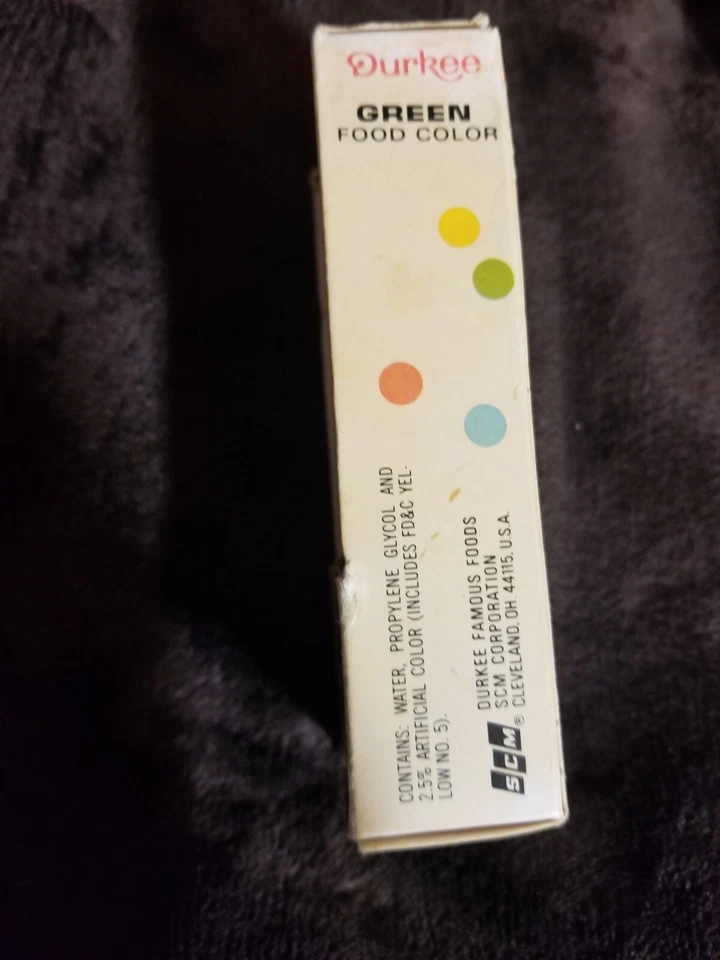 Durkee
GREEN
FOOD COLOR
CONTAINS: WATER, PROPYLENE GLYCOL AND
2.5% ARTIFICIAL COLOR (INCLUDES FD&C YEL-
LOW NO. 5).
DURKEE FAMOUS FOODS
SCM CORPORATION
CLEVELAND, OH. 44115, U.S.A.
SCM®